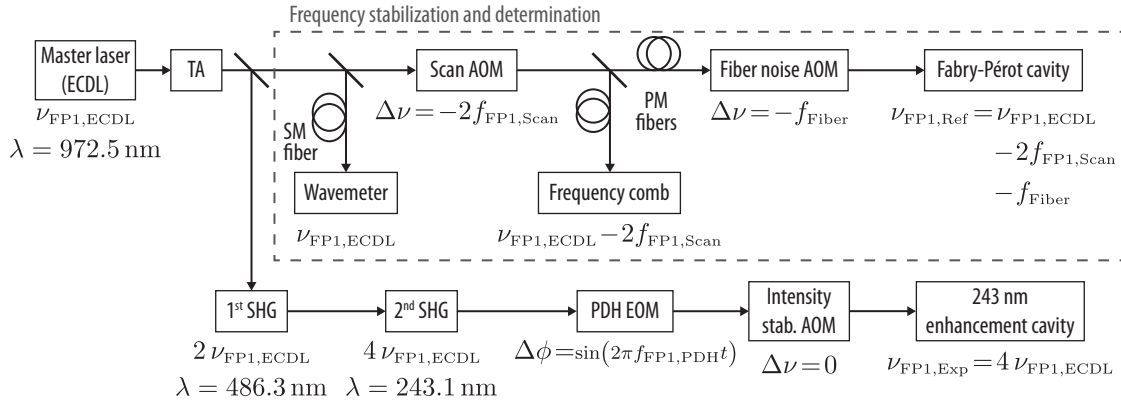 Frequency stabilization and determination
Master laser
(ECDL)
ν_FP1,ECDL
λ = 972.5 nm
TA
SM
fiber
Wavemeter
ν_FP1,ECDL
Scan AOM
Δν = −2f_FP1,Scan
PM
fibers
Frequency comb
ν_FP1,ECDL −2f_FP1,Scan
Fiber noise AOM
Δν = −f_Fiber
Fabry-Pérot cavity
ν_FP1,Ref = ν_FP1,ECDL
−2f_FP1,Scan
−f_Fiber
1st SHG
2 ν_FP1,ECDL
λ = 486.3 nm
2nd SHG
4 ν_FP1,ECDL
λ = 243.1 nm
PDH EOM
Δϕ = sin(2πf_FP1,PDH t)
Intensity
stab. AOM
Δν = 0
243 nm
enhancement cavity
ν_FP1,Exp = 4 ν_FP1,ECDL